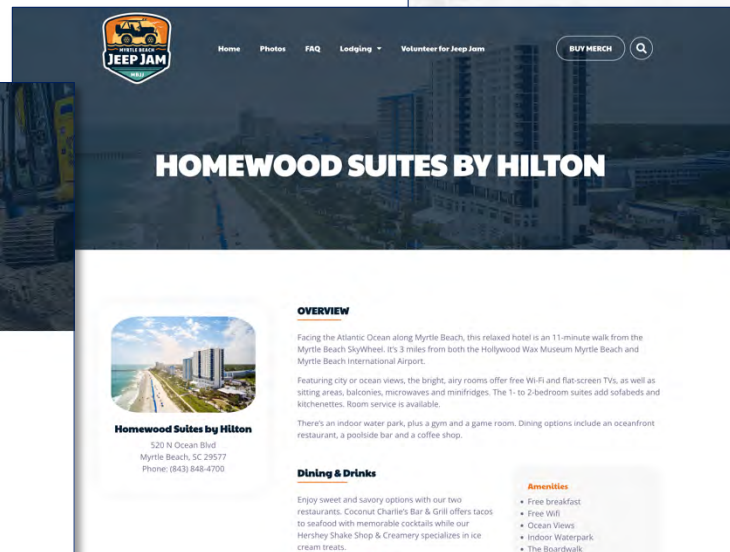 MYRTLE BEACH
JEEP JAM
MBJJ
Home
Photos
FAQ
Lodging
Volunteer for Jeep Jam
BUY MERCH
HOMEWOOD SUITES BY HILTON
Homewood Suites by Hilton
520 N Ocean Blvd
Myrtle Beach, SC 29577
Phone: (843) 848-4700
OVERVIEW
Facing the Atlantic Ocean along Myrtle Beach, this relaxed hotel is an 11-minute walk from the
Myrtle Beach SkyWheel. It's 3 miles from both the Hollywood Wax Museum Myrtle Beach and
Myrtle Beach International Airport.
Featuring city or ocean views, the bright, airy rooms offer free Wi-Fi and flat-screen TVs, as well as
sitting areas, balconies, microwaves and minifridges. The 1- to 2-bedroom suites add sofabeds and
kitchenettes. Room service is available.
There's an indoor water park, plus a gym and a game room. Dining options include an oceanfront
restaurant, a poolside bar and a coffee shop.
Dining & Drinks
Enjoy sweet and savory options with our two
restaurants. Coconut Charlie's Bar & Grill offers tacos
to seafood with memorable cocktails while our
Hershey Shake Shop & Creamery specializes in ice
cream treats.
Amenities
• Free breakfast
• Free Wifi
• Ocean Views
• Indoor Waterpark
• The Boardwalk